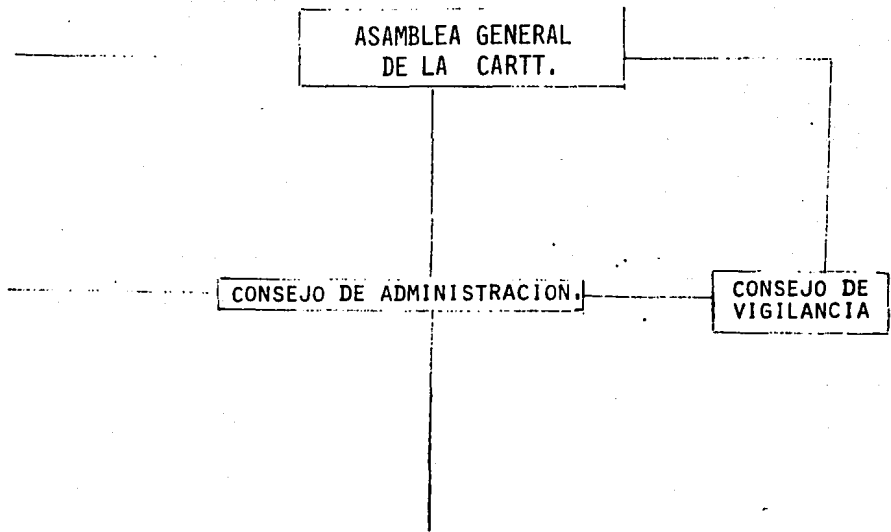 ASAMBLEA GENERAL
DE LA CARTT.
CONSEJO DE ADMINISTRACION.
CONSEJO DE
VIGILANCIA